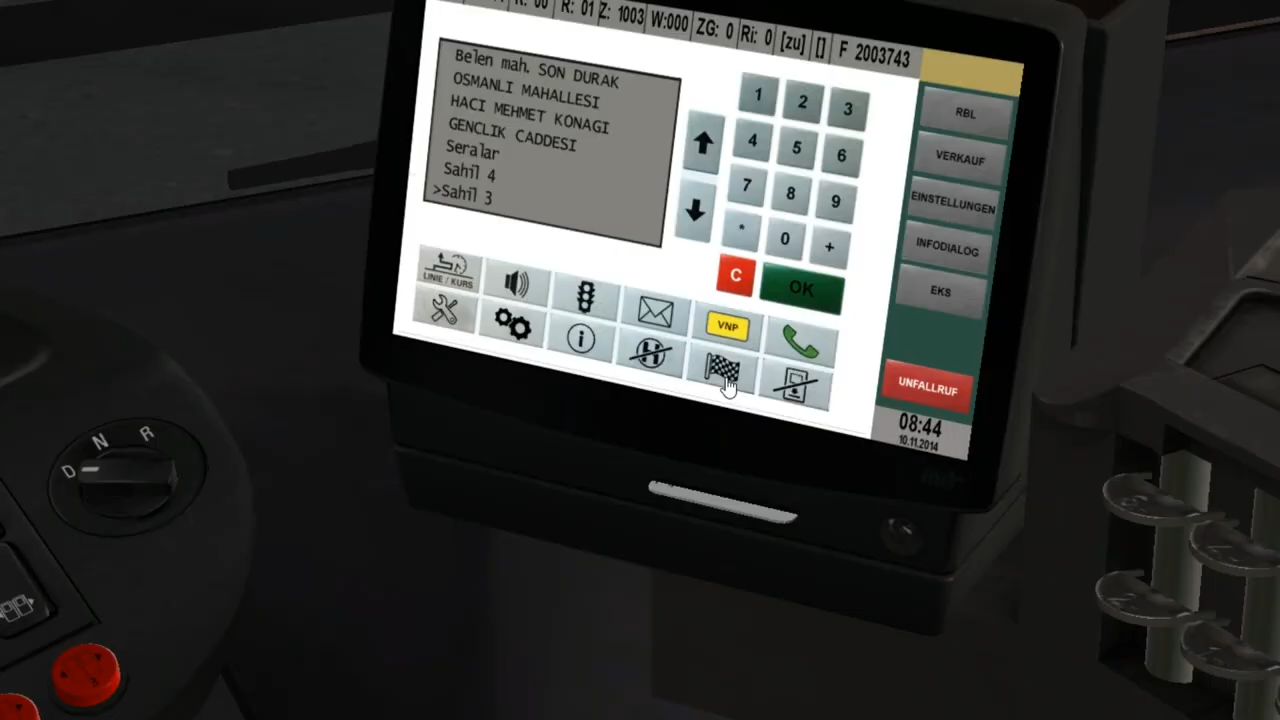 R: 00 R: 01 Z: 1003 W:000 ZG: 0 Ri: 0 [zu] [] F 2003743
Belen mah. SON DURAK
OSMANLI MAHALLESI
HACI MEHMET KONAGI
GENCLIK CADDESI
Seralar
Sahil 4
>Sahil 3
1 2 3
4 5 6
7 8 9
* 0 +
C OK
LINIE / KURS
VNP
RBL
VERKAUF
EINSTELLUNGEN
INFODIALOG
EKS
UNFALLRUF
08:44
10.11.2014
D N R